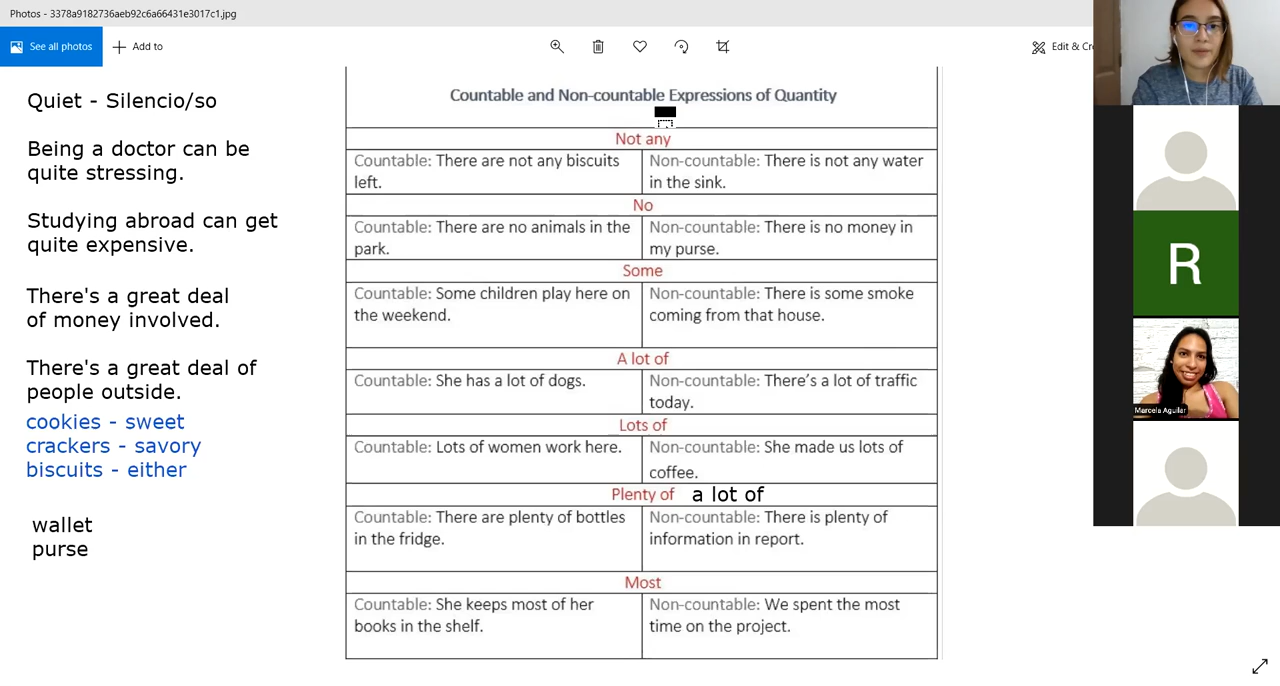 Photos - 3378a9182736aeb92c6a66431e3017c1.jpg
See all photos
Add to
Edit & Cr
Quiet - Silencio/so
Being a doctor can be
quite stressing.
Studying abroad can get
quite expensive.
There's a great deal
of money involved.
There's a great deal of
people outside.
cookies - sweet
crackers - savory
biscuits - either
wallet
purse
Countable and Non-countable Expressions of Quantity
Not any
Countable: There are not any biscuits
left.
Non-countable: There is not any water
in the sink.
No
Countable: There are no animals in the
park.
Non-countable: There is no money in
my purse.
Some
Countable: Some children play here on
the weekend.
Non-countable: There is some smoke
coming from that house.
A lot of
Countable: She has a lot of dogs.
Non-countable: There's a lot of traffic
today.
Lots of
Countable: Lots of women work here.
Non-countable: She made us lots of
coffee.
Plenty of a lot of
Countable: There are plenty of bottles
in the fridge.
Non-countable: There is plenty of
information in report.
Most
Countable: She keeps most of her
books in the shelf.
Non-countable: We spent the most
time on the project.
R
Marcela Aguilar